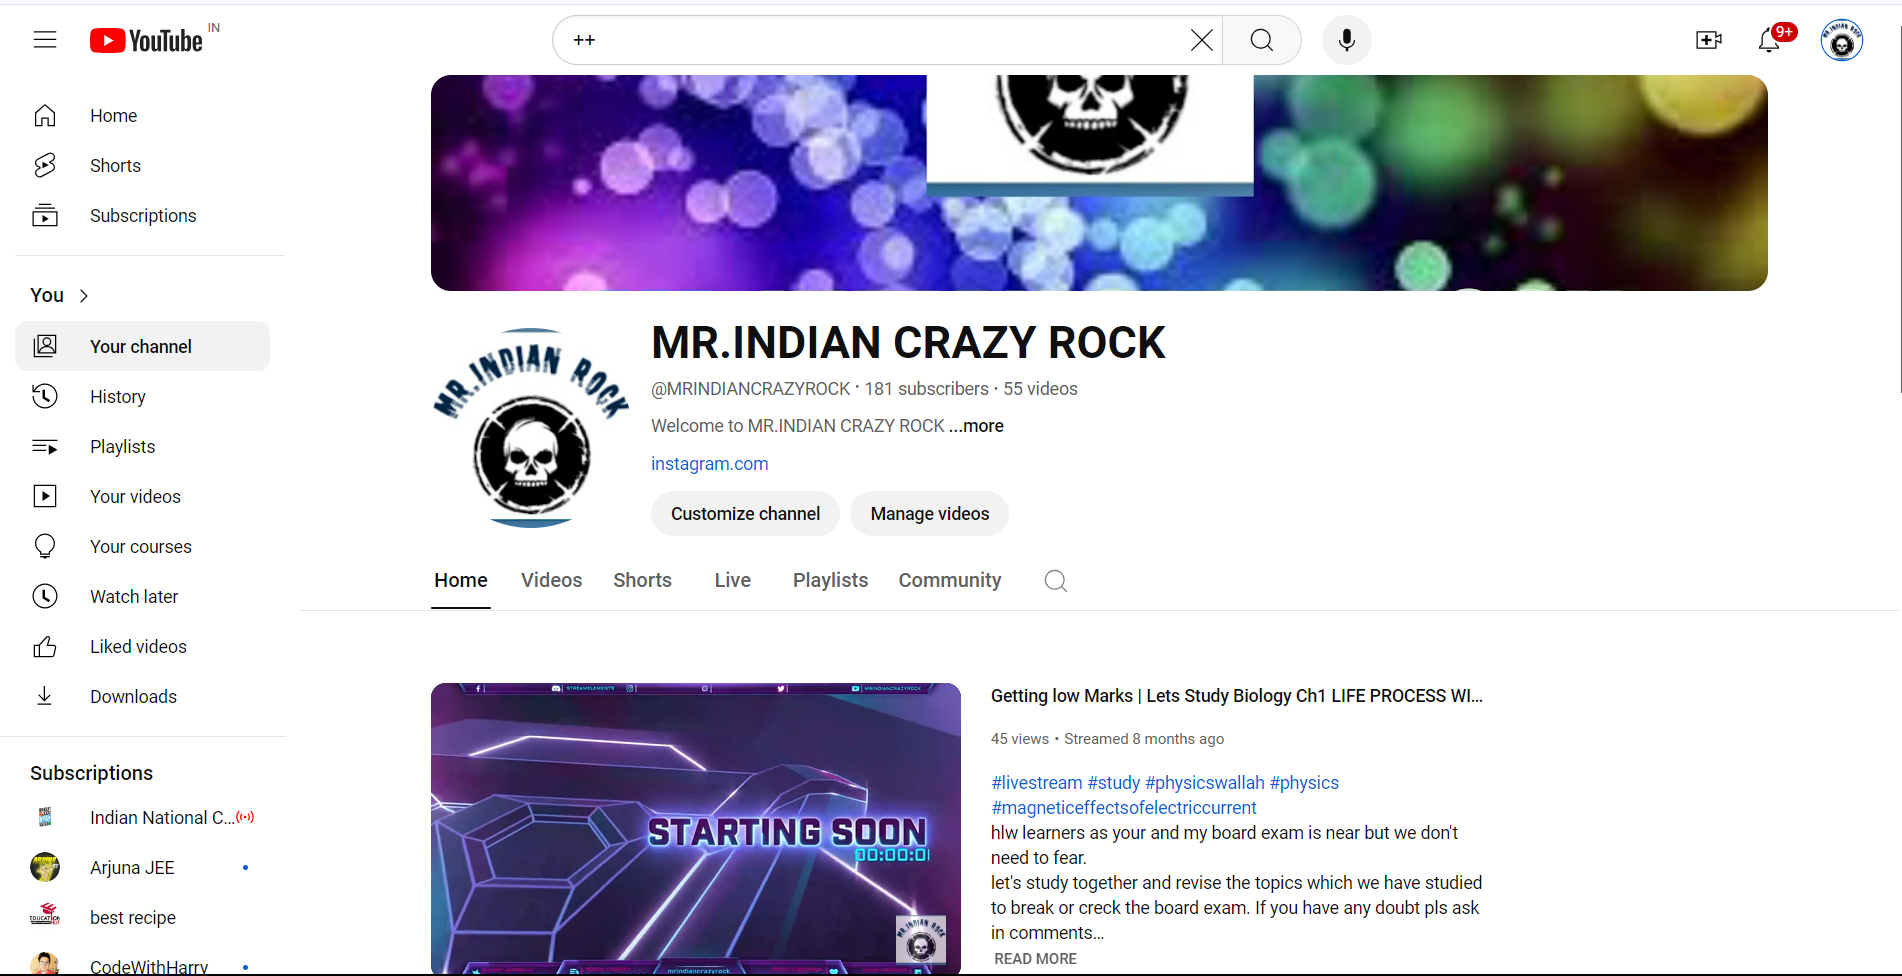 YouTube IN
++
9+
Home
Shorts
Subscriptions
You
Your channel
History
Playlists
Your videos
Your courses
Watch later
Liked videos
Downloads
Subscriptions
Indian National C...
Arjuna JEE
best recipe
CodeWithHarry
MR.INDIAN ROCK
MR.INDIAN CRAZY ROCK
@MRINDIANCRAZYROCK · 181 subscribers · 55 videos
Welcome to MR.INDIAN CRAZY ROCK ...more
instagram.com
Customize channel
Manage videos
Home
Videos
Shorts
Live
Playlists
Community
STREAMELEMENTS
MRINDIANCRAZYROCK
STARTING SOON
MR.INDIAN ROCK
mrindiancrazyrock
Getting low Marks | Lets Study Biology Ch1 LIFE PROCESS WI...
45 views • Streamed 8 months ago
#livestream #study #physicswallah #physics
#magneticeffectsofelectriccurrent
hlw learners as your and my board exam is near but we don't
need to fear.
let's study together and revise the topics which we have studied
to break or creck the board exam. If you have any doubt pls ask
in comments...
READ MORE